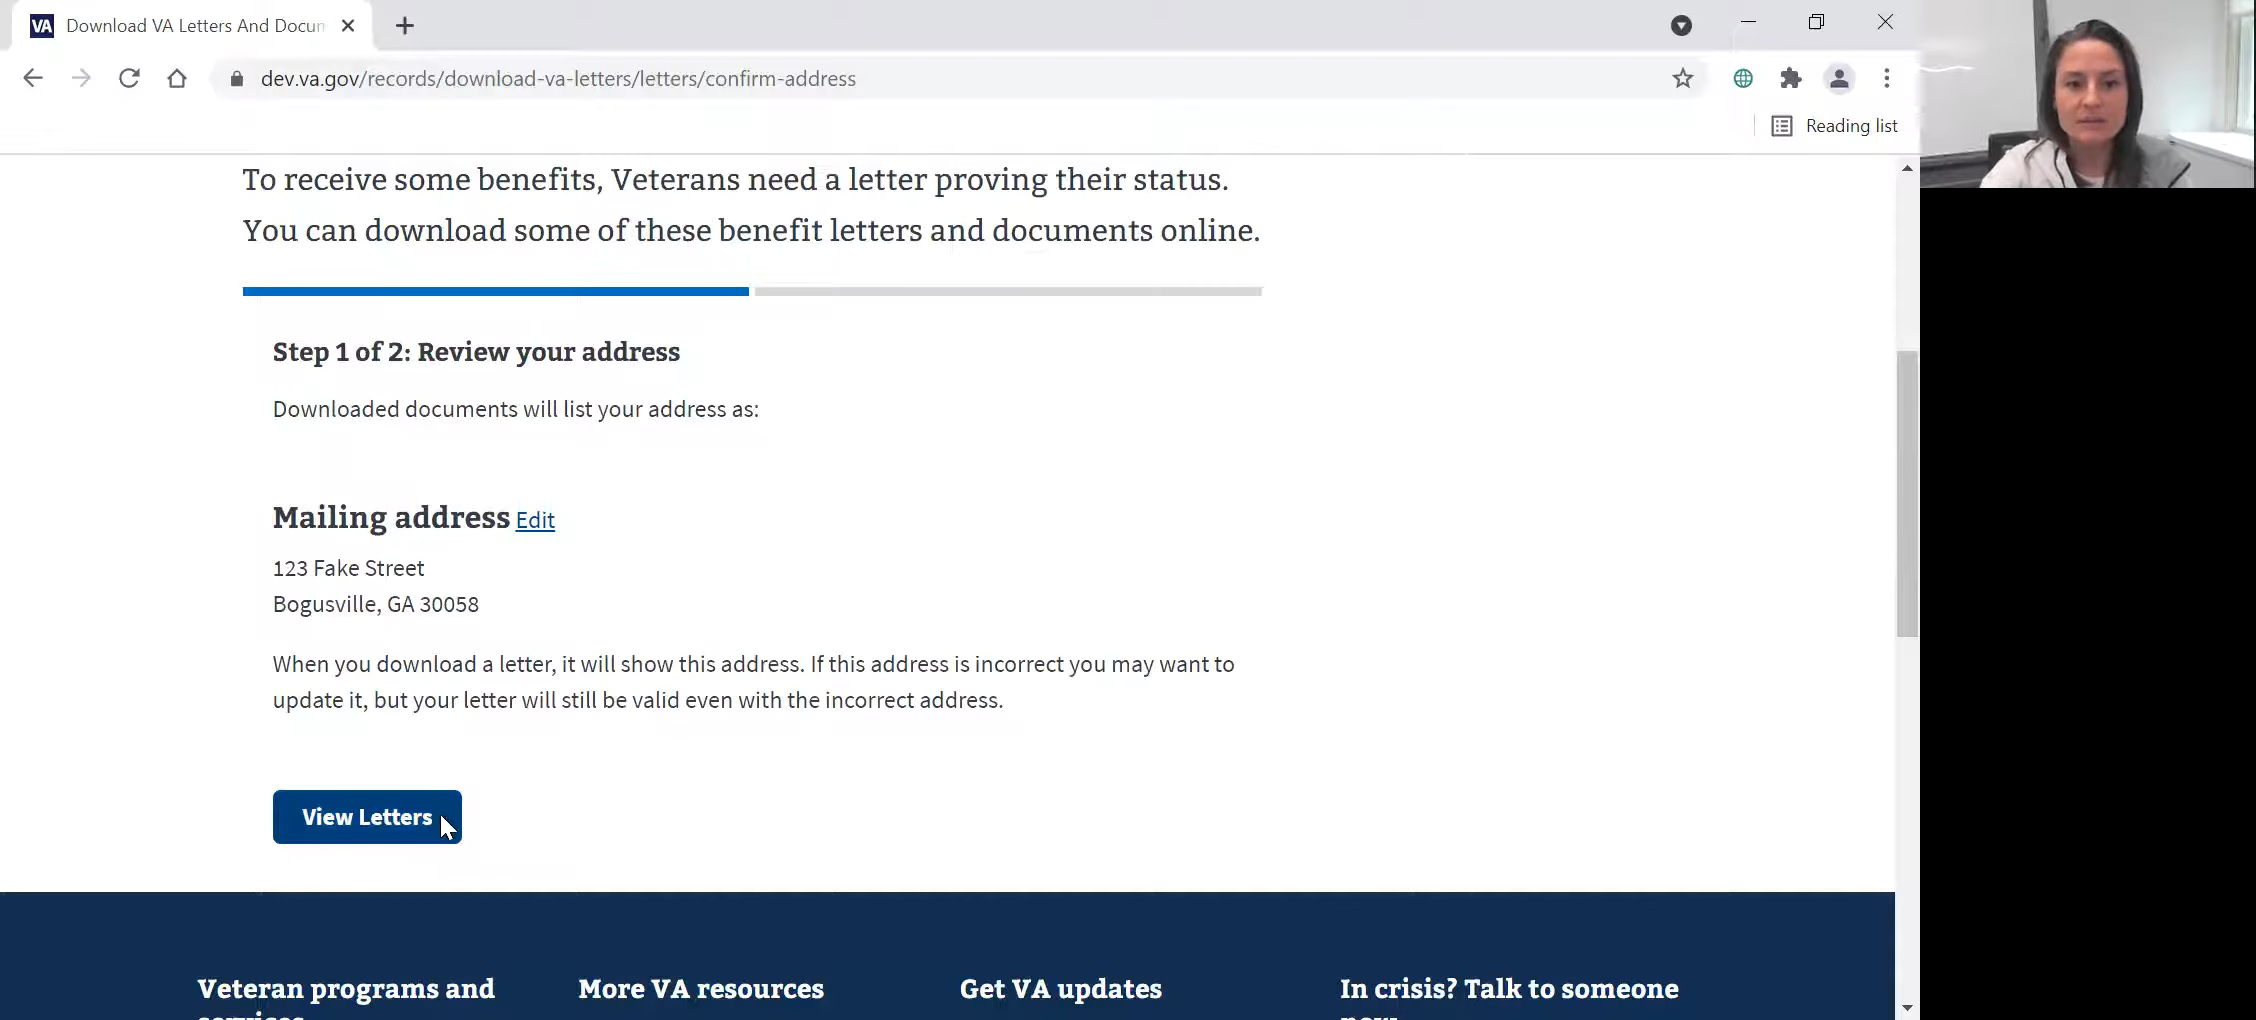 VA Download VA Letters And Docum
dev.va.gov/records/download-va-letters/letters/confirm-address
Reading list
To receive some benefits, Veterans need a letter proving their status.
You can download some of these benefit letters and documents online.
Step 1 of 2: Review your address
Downloaded documents will list your address as:
Mailing address Edit
123 Fake Street
Bogusville, GA 30058
When you download a letter, it will show this address. If this address is incorrect you may want to
update it, but your letter will still be valid even with the incorrect address.
View Letters
Veteran programs and More VA resources Get VA updates In crisis? Talk to someone
services now